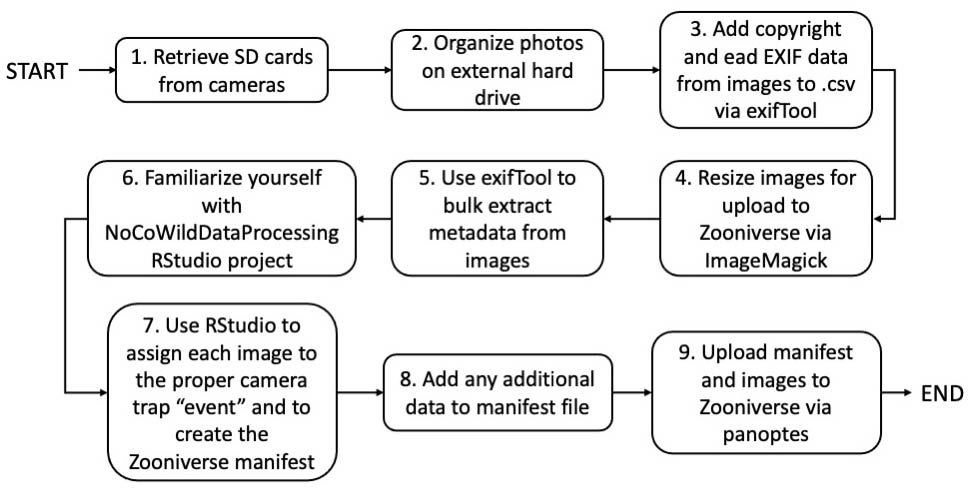 START
1. Retrieve SD cards
from cameras
2. Organize photos
on external hard
drive
3. Add copyright
and ead EXIF data
from images to .csv
via exifTool
4. Resize images for
upload to
Zooniverse via
ImageMagick
5. Use exifTool to
bulk extract
metadata from
images
6. Familiarize yourself
with
NoCoWildDataProcessing
RStudio project
7. Use RStudio to
assign each image to
the proper camera
trap “event” and to
create the
Zooniverse manifest
8. Add any additional
data to manifest file
9. Upload manifest
and images to
Zooniverse via
panoptes
END